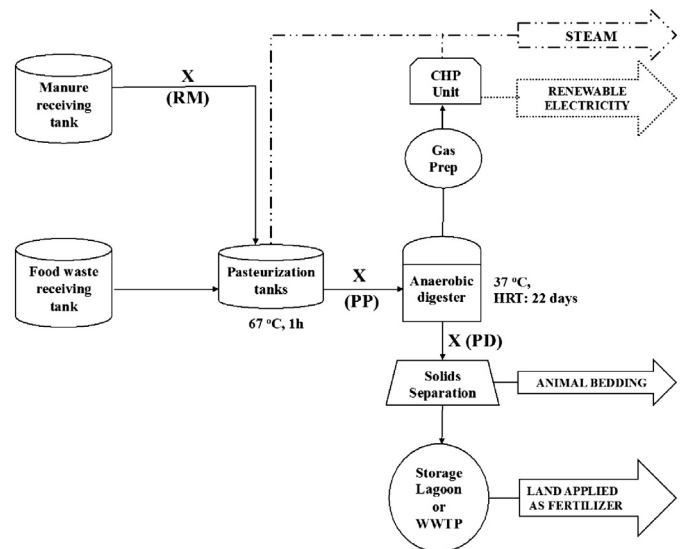 STEAM
X
(RM)
Manure
receiving
tank
CHP
Unit
RENEWABLE
ELECTRICITY
Gas
Prep
Food waste
receiving
tank
Pasteurization
tanks
67 °C, 1h
X
(PP)
Anaerobic
digester
37 °C,
HRT: 22 days
X (PD)
Solids
Separation
ANIMAL BEDDING
Storage
Lagoon
or
WWTP
LAND APPLIED
AS FERTILIZER